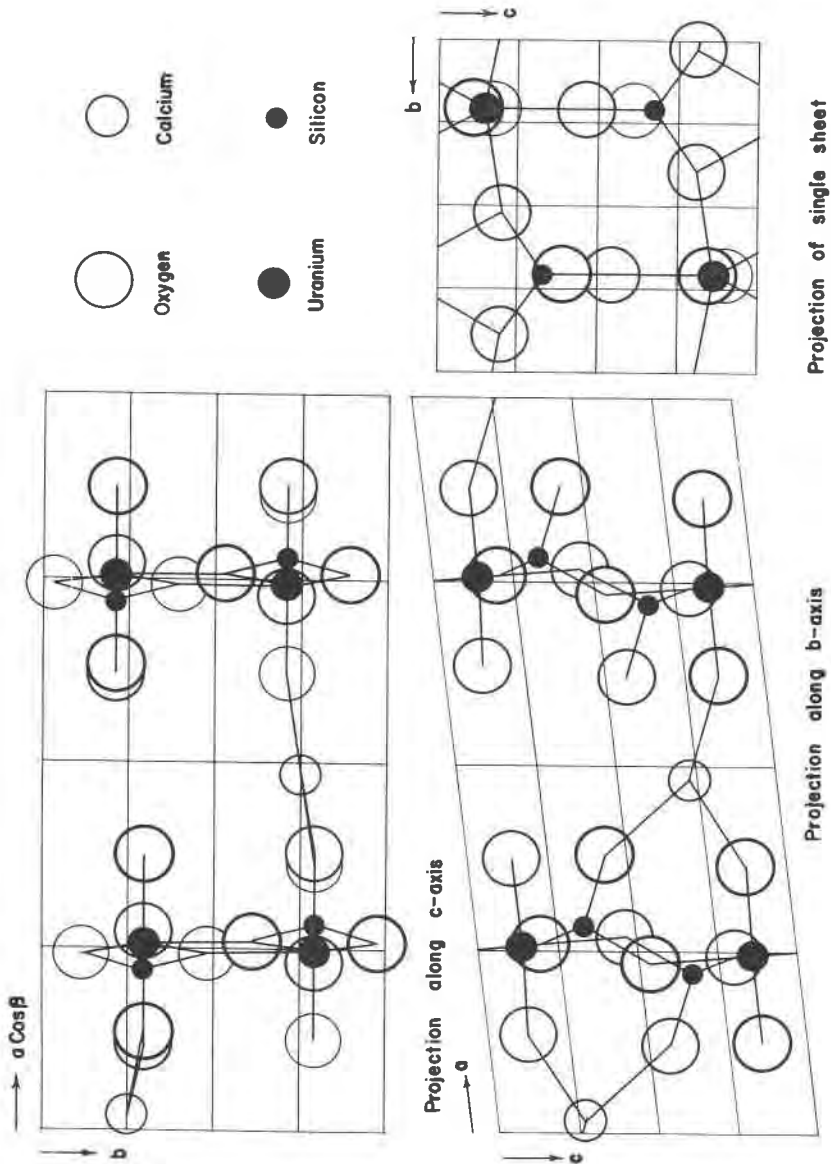 a Cos β
b
Projection along c-axis
a
c
Projection along b-axis
Oxygen
Calcium
Uranium
Silicon
b
c
Projection of single sheet